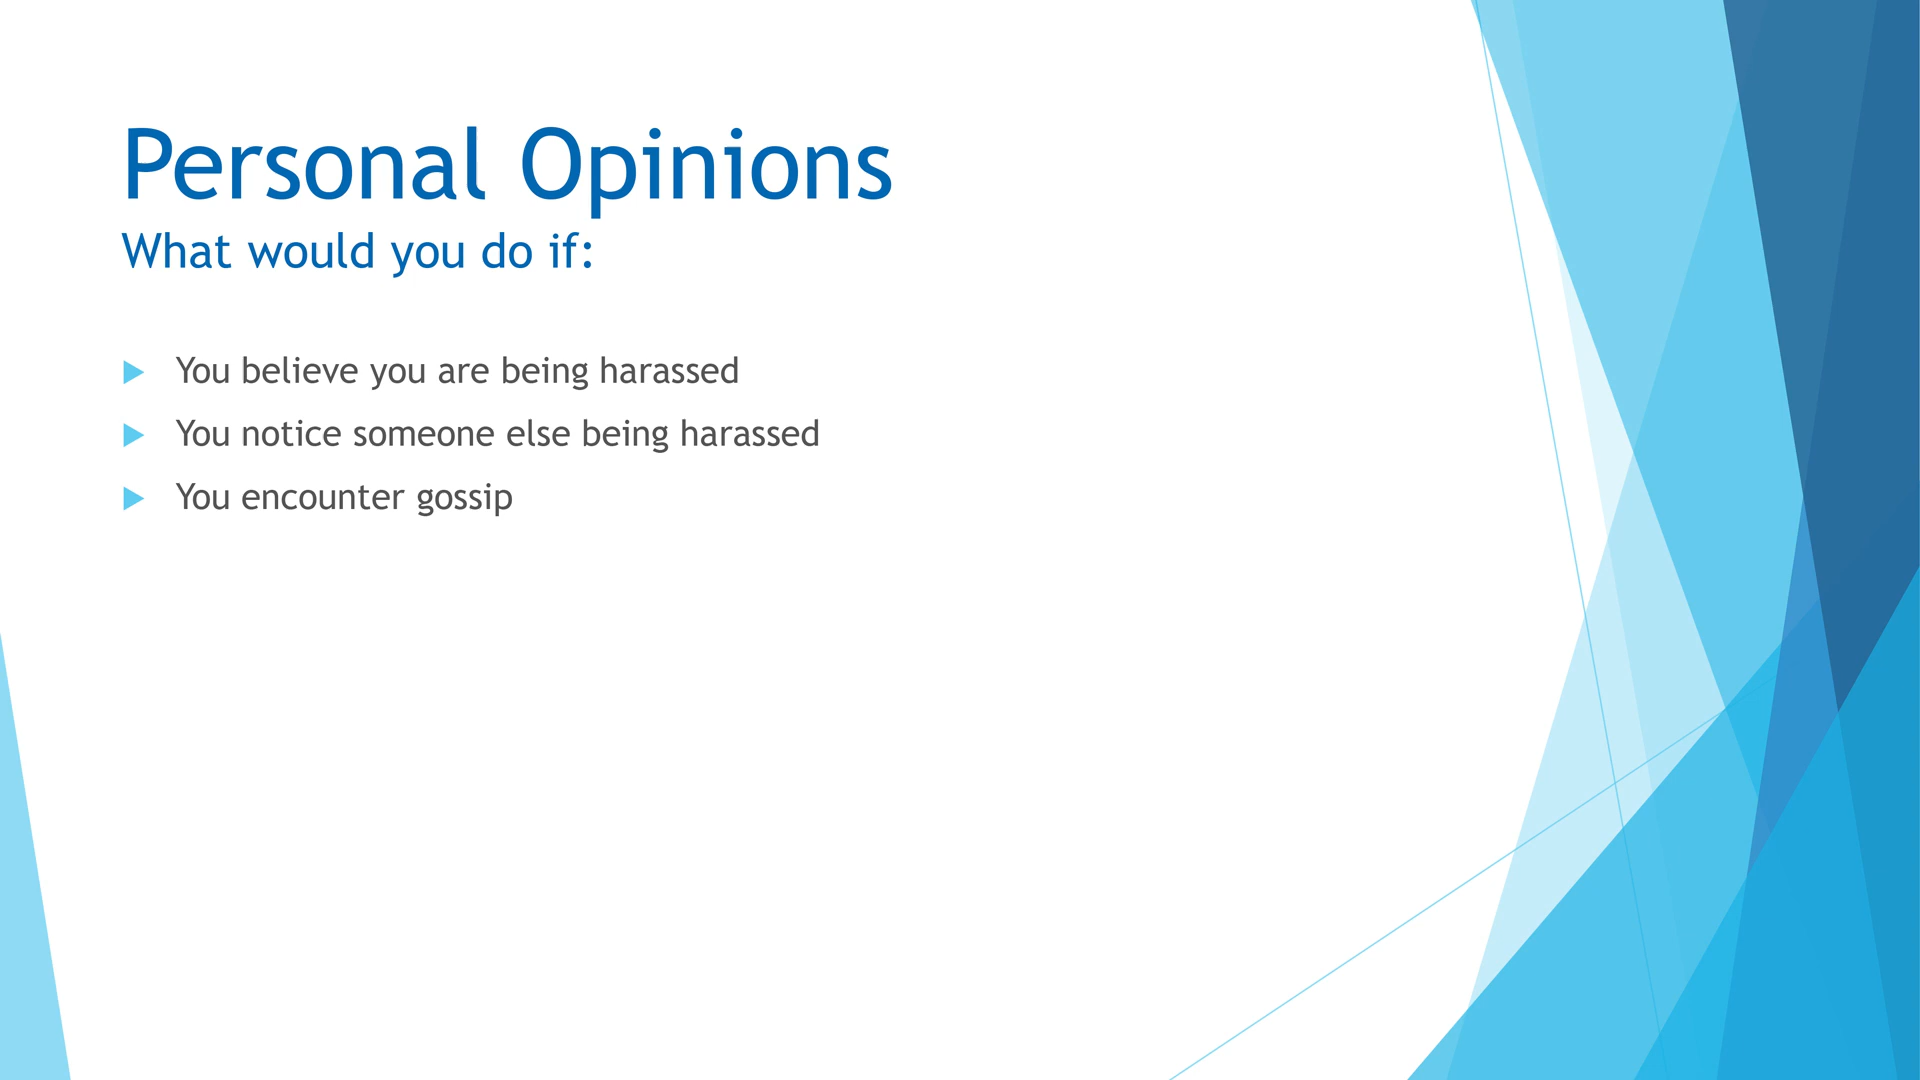 Personal Opinions
What would you do if:
You believe you are being harassed
You notice someone else being harassed
You encounter gossip